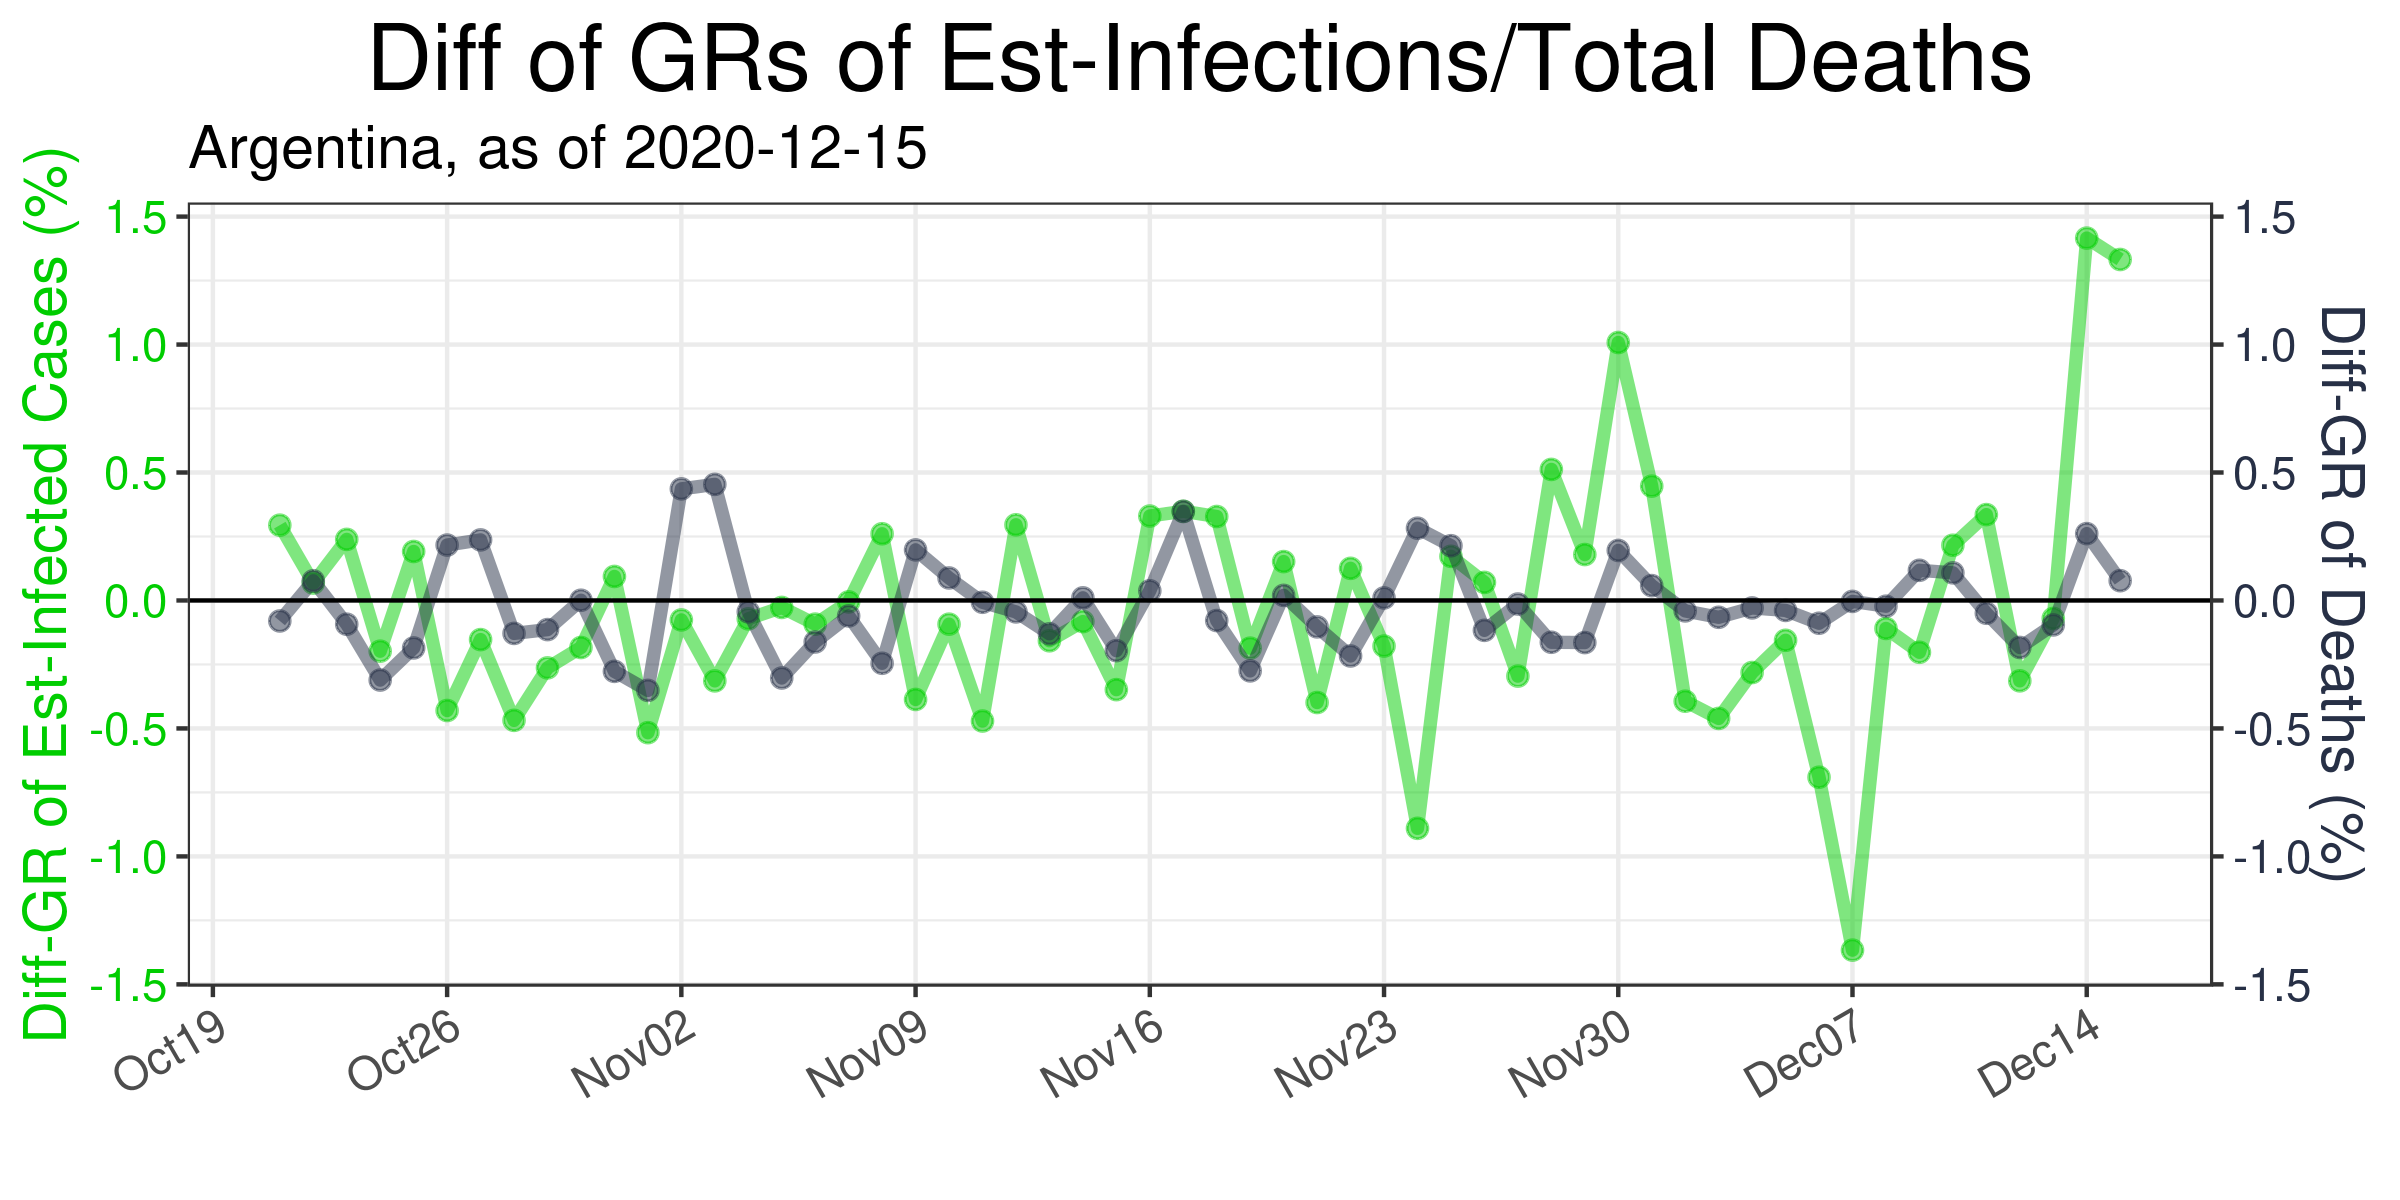 Diff of GRs of Est-Infections/Total Deaths
Argentina, as of 2020-12-15
Diff-GR of Est-Infected Cases (%)
1.5
1.0
0.5
0.0
-0.5
-1.0
-1.5
1.5
1.0
0.5
0.0
-0.5
-1.0
-1.5
Diff-GR of Deaths (%)
Oct19 Oct26 Nov02 Nov09 Nov16 Nov23 Nov30 Dec07 Dec14